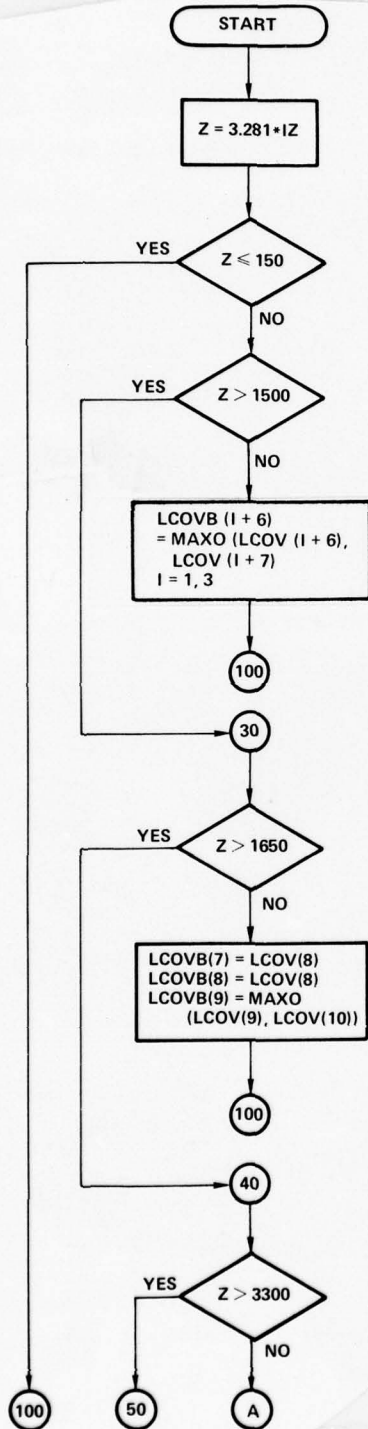 START
Z = 3.281*IZ
YES
Z ≤ 150
NO
YES
Z > 1500
NO
LCOVB (I + 6)
= MAXO (LCOV (I + 6),
LCOV (I + 7)
I = 1, 3
100
30
YES
Z > 1650
NO
LCOVB(7) = LCOV(8)
LCOVB(8) = LCOV(8)
LCOVB(9) = MAXO
(LCOV(9), LCOV(10))
100
40
YES
Z > 3300
NO
100
50
A